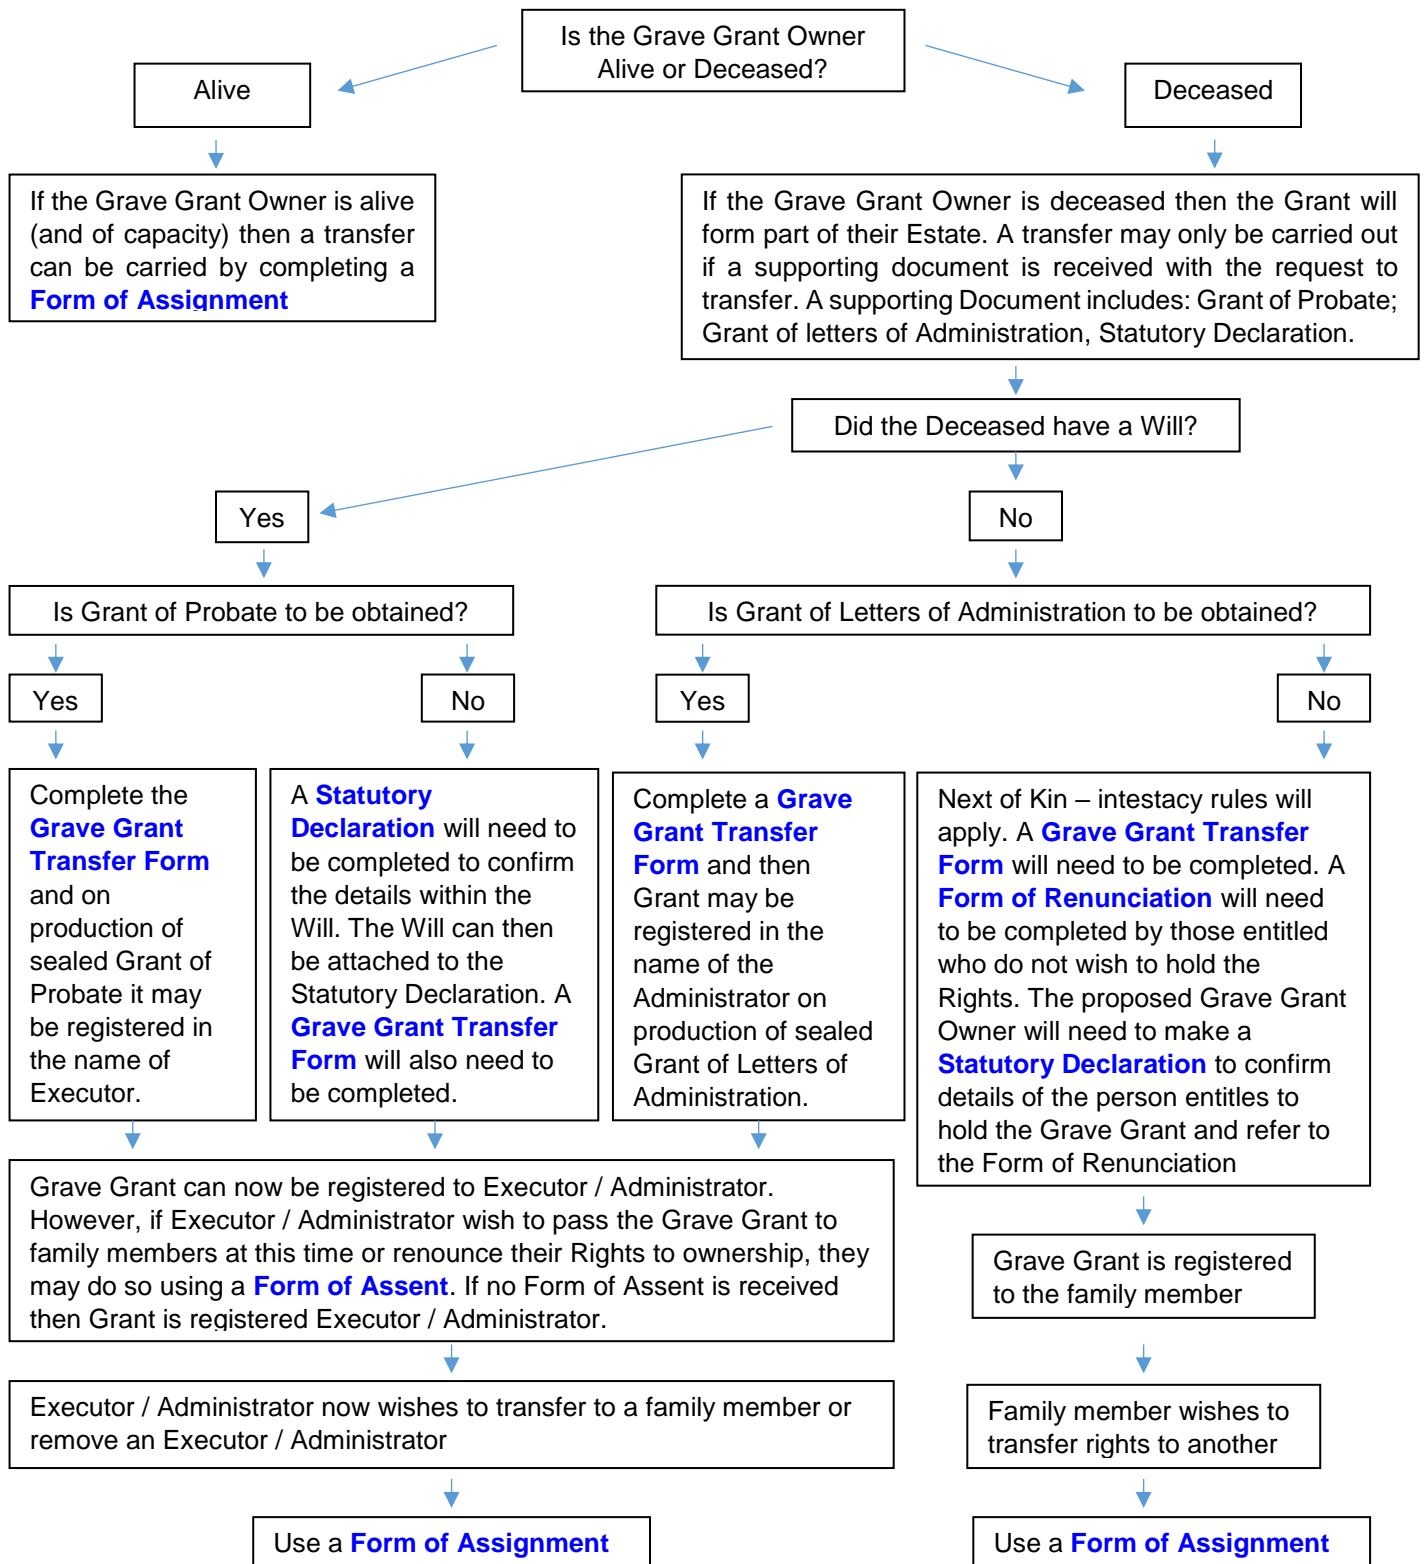 Is the Grave Grant Owner
Alive or Deceased?
Alive
Deceased
If the Grave Grant Owner is alive
(and of capacity) then a transfer
can be carried by completing a
Form of Assignment
If the Grave Grant Owner is deceased then the Grant will
form part of their Estate. A transfer may only be carried out
if a supporting document is received with the request to
transfer. A supporting Document includes: Grant of Probate;
Grant of letters of Administration, Statutory Declaration.
Did the Deceased have a Will?
Yes
No
Is Grant of Probate to be obtained?
Is Grant of Letters of Administration to be obtained?
Yes
No
Yes
No
Complete the
Grave Grant
Transfer Form
and on
production of
sealed Grant of
Probate it may
be registered in
the name of
Executor.
A Statutory
Declaration will need to
be completed to confirm
the details within the
Will. The Will can then
be attached to the
Statutory Declaration. A
Grave Grant Transfer
Form will also need to
be completed.
Complete a Grave
Grant Transfer
Form and then
Grant may be
registered in the
name of the
Administrator on
production of sealed
Grant of Letters of
Administration.
Next of Kin – intestacy rules will
apply. A Grave Grant Transfer
Form will need to be completed. A
Form of Renunciation will need
to be completed by those entitled
who do not wish to hold the
Rights. The proposed Grave Grant
Owner will need to make a
Statutory Declaration to confirm
details of the person entitles to
hold the Grave Grant and refer to
the Form of Renunciation
Grave Grant can now be registered to Executor / Administrator.
However, if Executor / Administrator wish to pass the Grave Grant to
family members at this time or renounce their Rights to ownership, they
may do so using a Form of Assent. If no Form of Assent is received
then Grant is registered Executor / Administrator.
Grave Grant is registered
to the family member
Executor / Administrator now wishes to transfer to a family member or
remove an Executor / Administrator
Family member wishes to
transfer rights to another
Use a Form of Assignment
Use a Form of Assignment